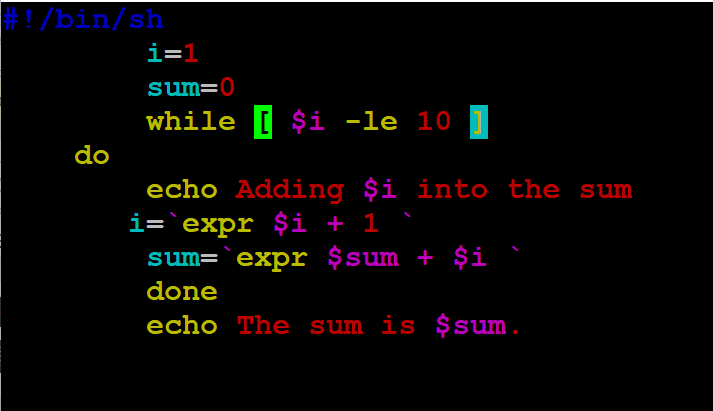 #!/bin/sh
i=1
sum=0
while [ $i -le 10 ]
do
echo Adding $i into the sum
i=`expr $i + 1 `
sum=`expr $sum + $i `
done
echo The sum is $sum.